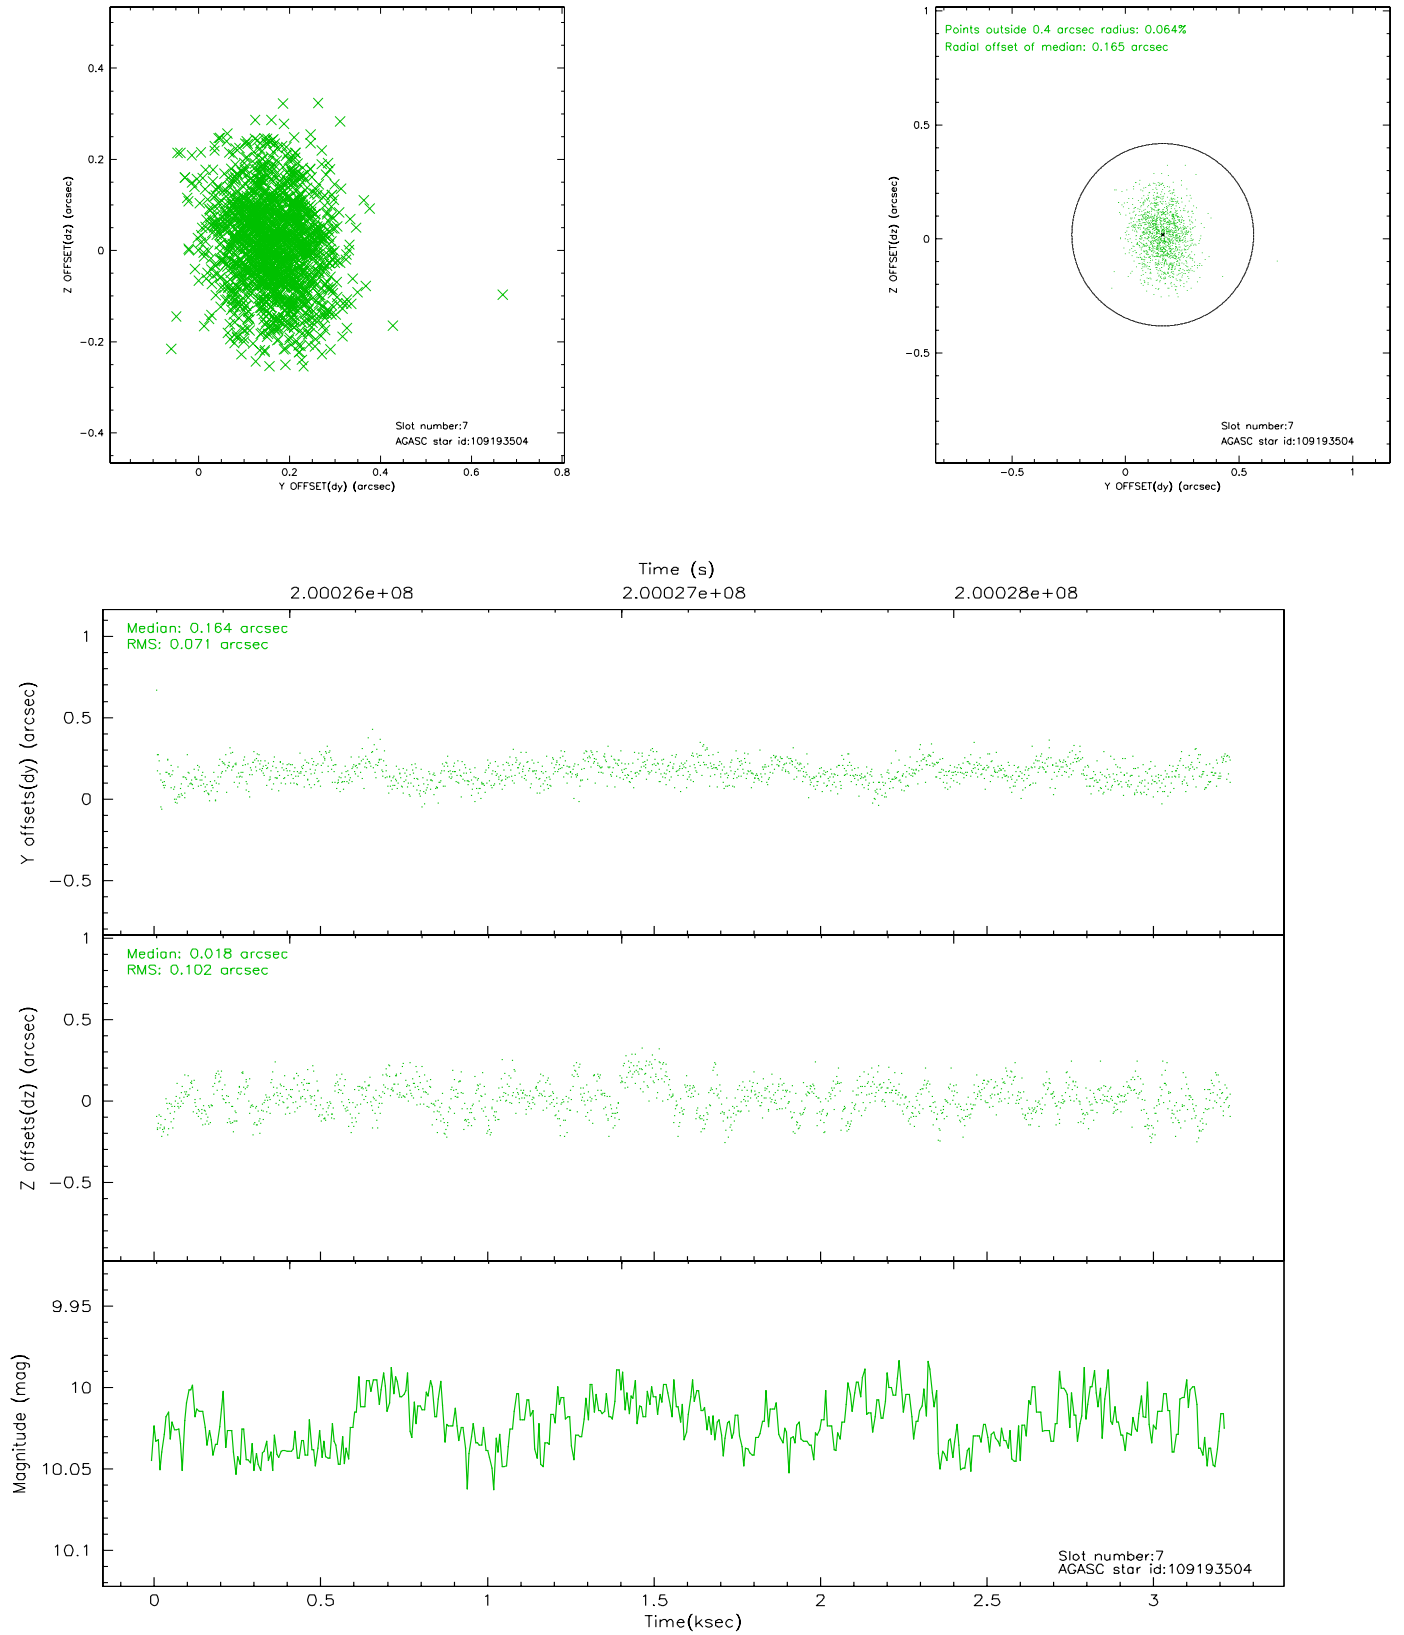 0.4
0.2
0
−0.2
−0.4
Z OFFSET(dz) (arcsec)
Slot number:7
AGASC star id:109193504
0 0.2 0.4 0.6 0.8
Y OFFSET(dy) (arcsec)
Points outside 0.4 arcsec radius: 0.064%
Radial offset of median: 0.165 arcsec
1
0.5
0
−0.5
Z OFFSET(dz) (arcsec)
Slot number:7
AGASC star id:109193504
−0.5 0 0.5 1
Y OFFSET(dy) (arcsec)
Time (s)
2.00026e+08 2.00027e+08 2.00028e+08
Median: 0.164 arcsec
RMS: 0.071 arcsec
1
0.5
0
−0.5
Y offsets(dy) (arcsec)
Median: 0.018 arcsec
RMS: 0.102 arcsec
1
0.5
0
−0.5
Z offsets(dz) (arcsec)
9.95
10
10.05
10.1
Magnitude (mag)
Slot number:7
AGASC star id:109193504
0 0.5 1 1.5 2 2.5 3
Time(ksec)